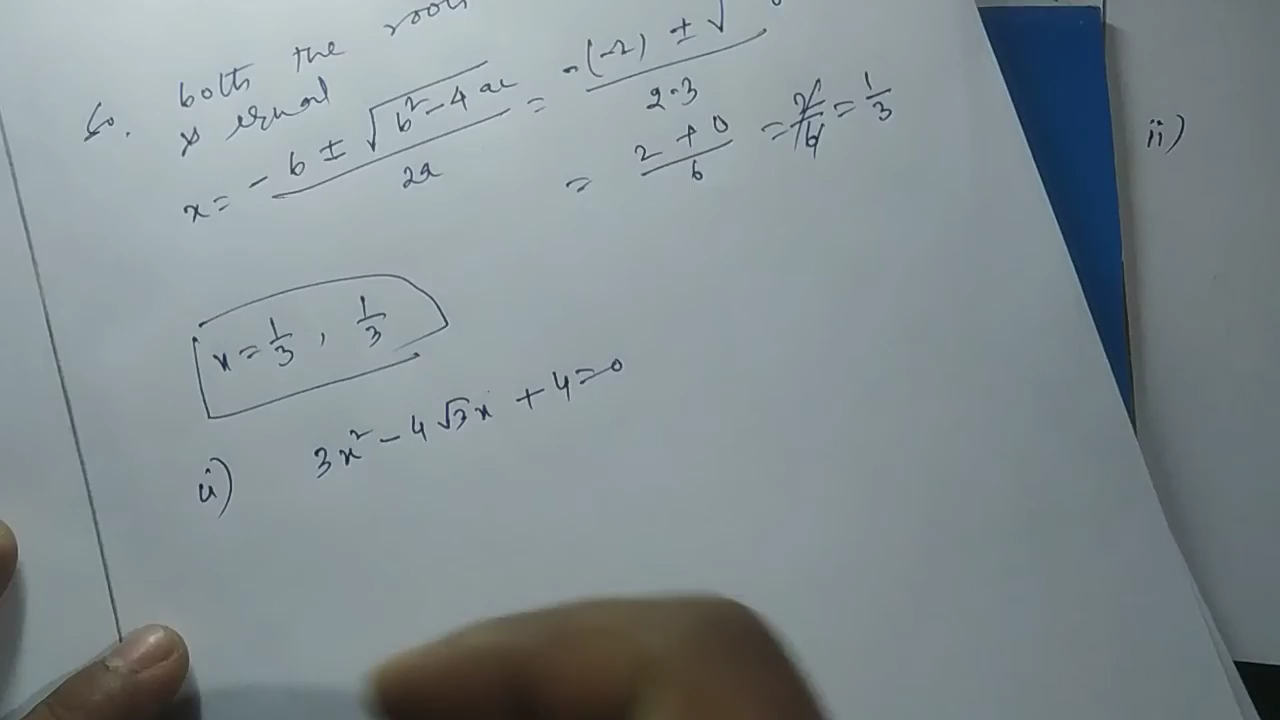 So. both the roots
equal
x = -b ± √b² - 4ac / 2a = -(-2) ± √ 0 / 2·3
= 2 + 0 / 6 = 2/6 = 1/3
x = 1/3, 1/3
ii) 3x² - 4√3x + 4 = 0
ii)